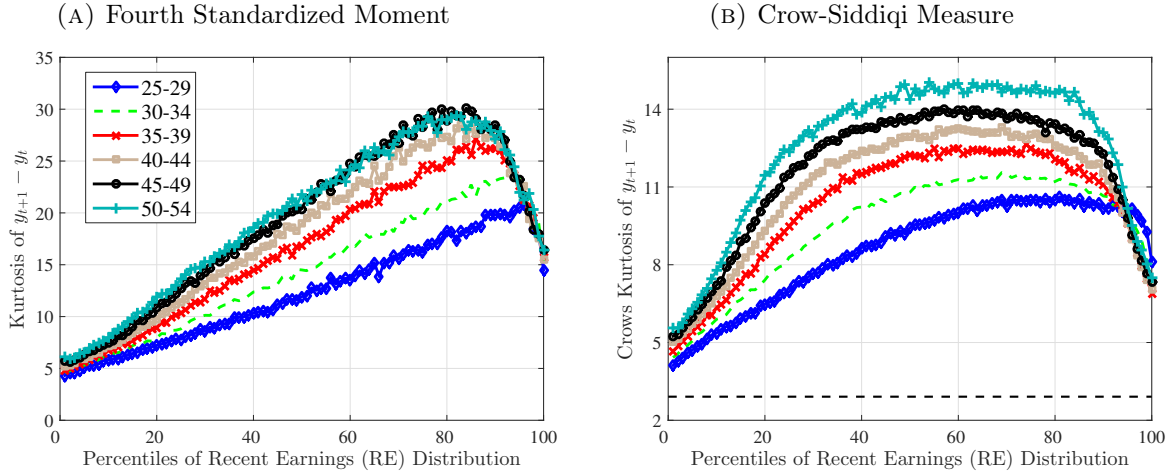 (A) Fourth Standardized Moment
(B) Crow-Siddiqi Measure
35
30
25
20
15
10
5
0
Kurtosis of y_{t+1} − y_t
25-29
30-34
35-39
40-44
45-49
50-54
0 20 40 60 80 100
Percentiles of Recent Earnings (RE) Distribution
14
11
8
5
2
Crows Kurtosis of y_{t+1} − y_t
0 20 40 60 80 100
Percentiles of Recent Earnings (RE) Distribution